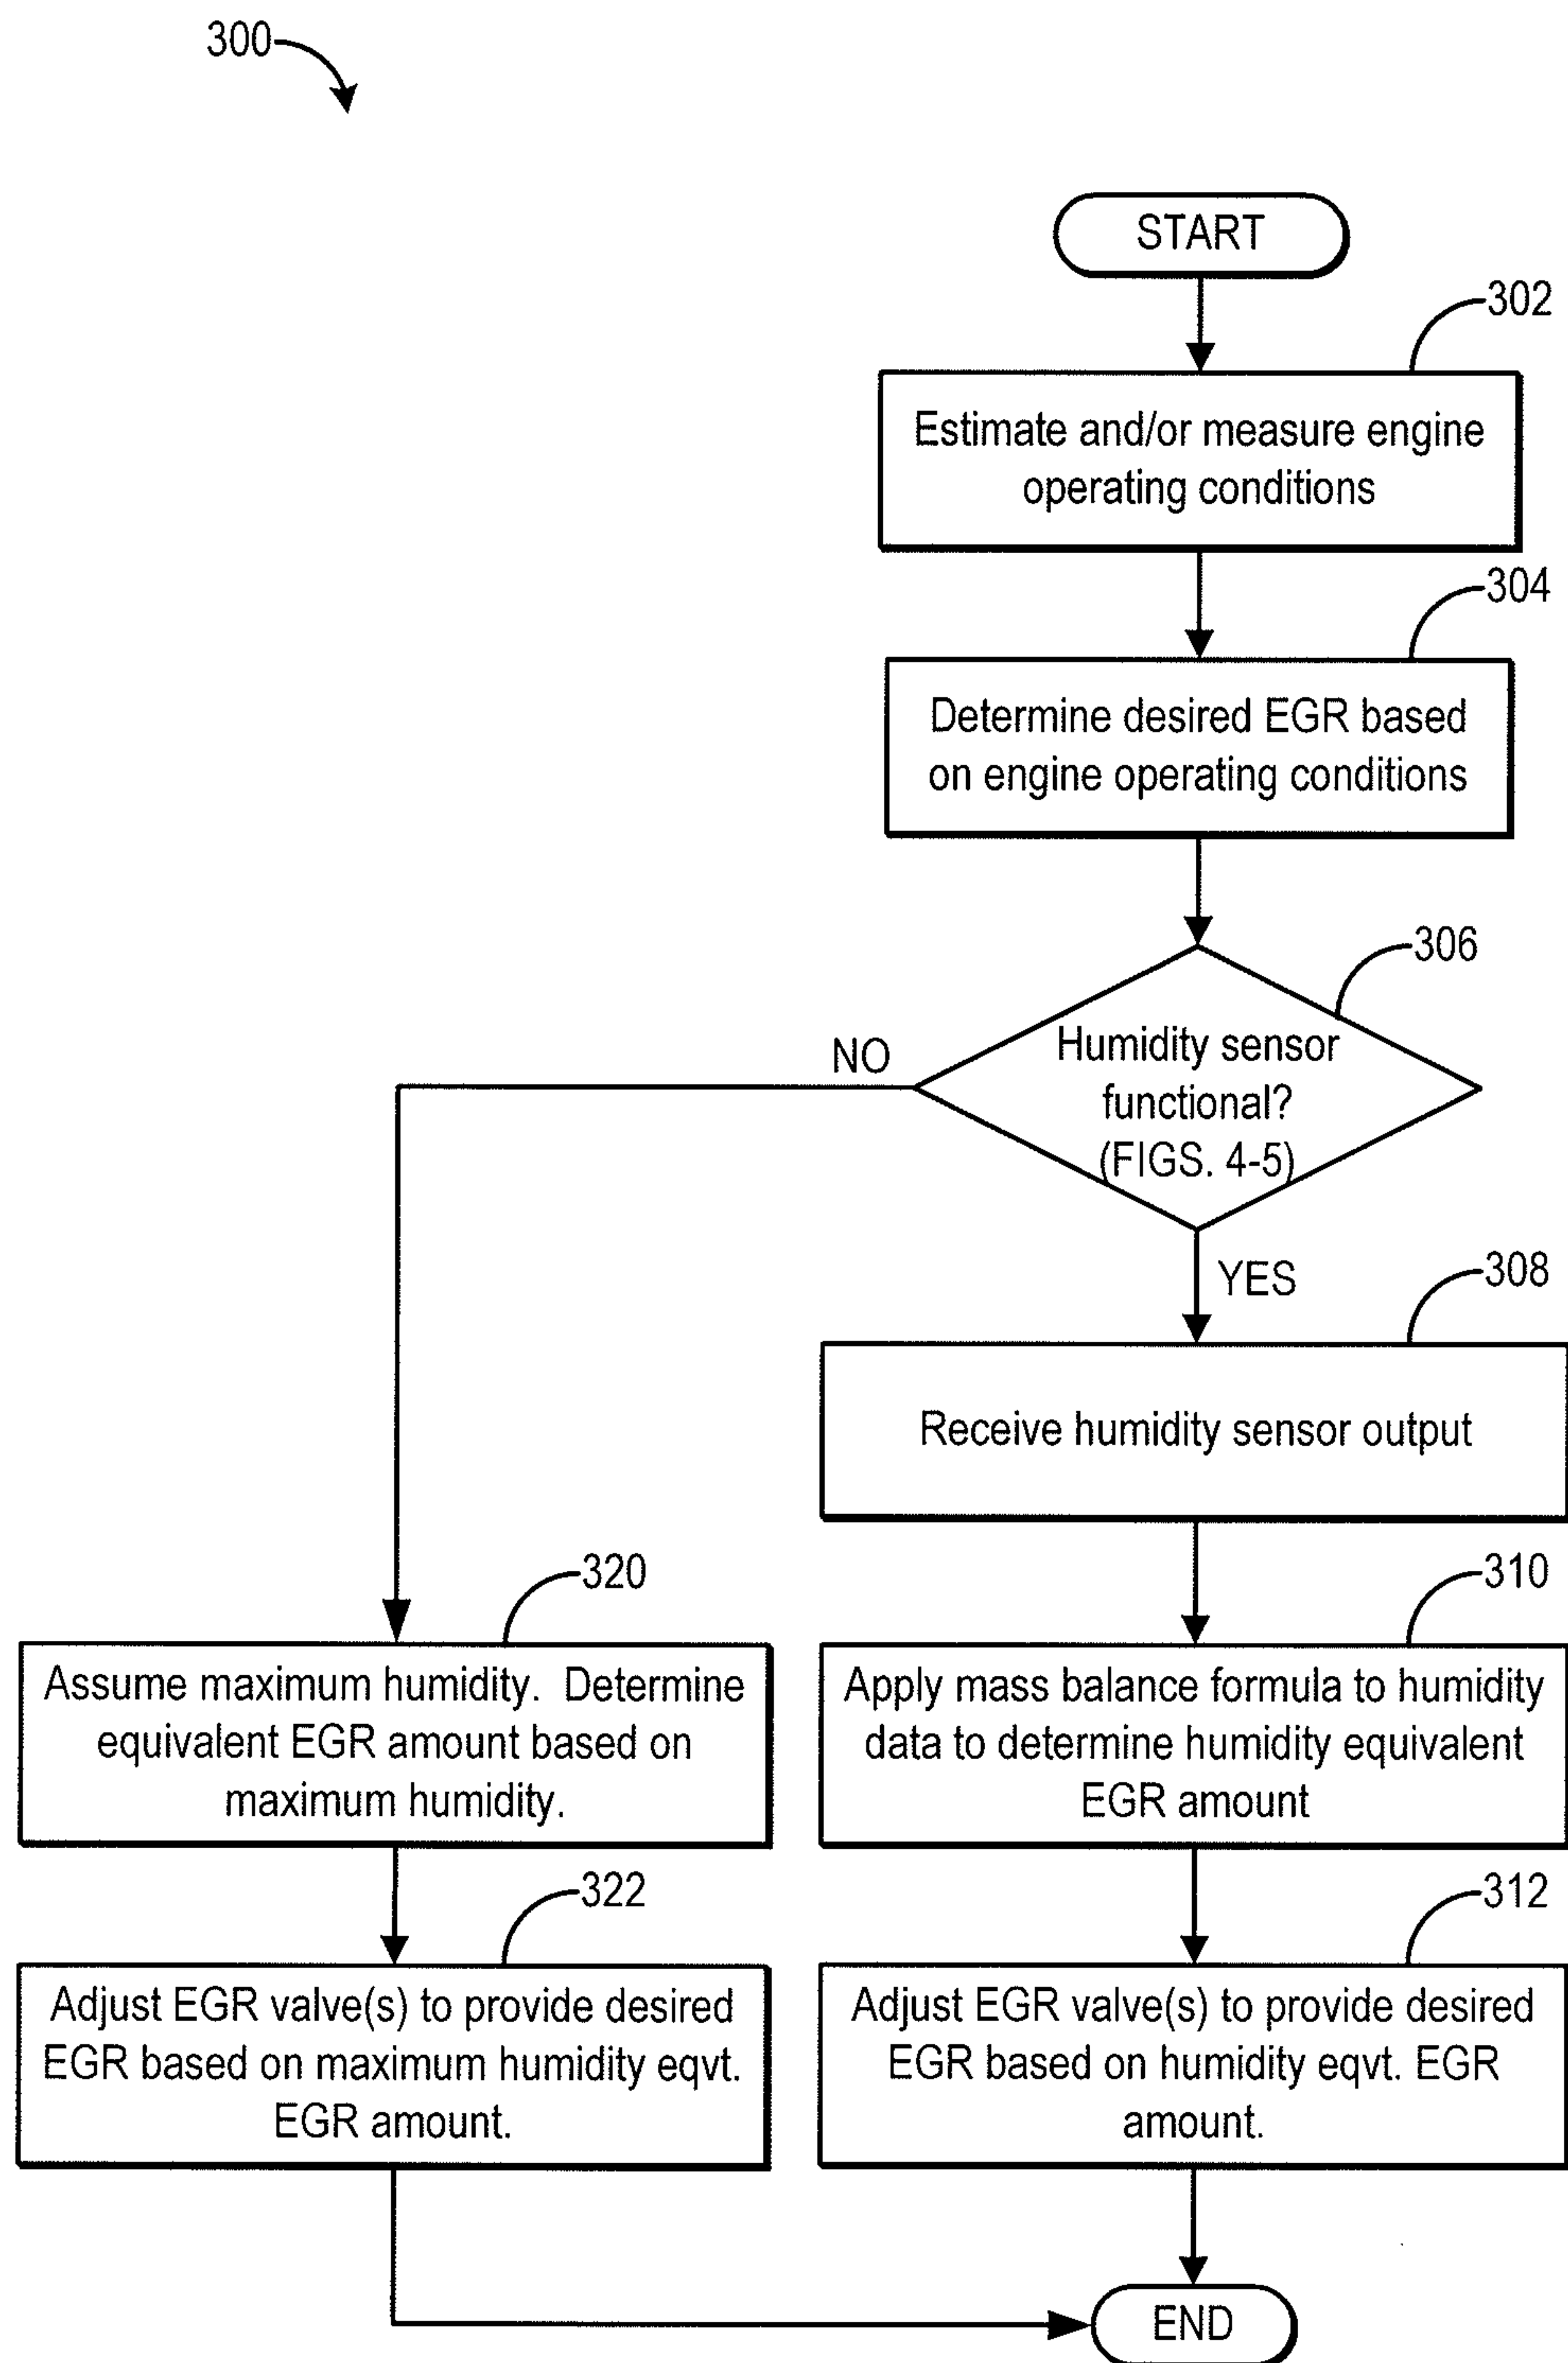 300
START
302
Estimate and/or measure engine
operating conditions
304
Determine desired EGR based
on engine operating conditions
306
Humidity sensor
functional?
(FIGS. 4-5)
NO
YES
308
Receive humidity sensor output
320
Assume maximum humidity. Determine
equivalent EGR amount based on
maximum humidity.
310
Apply mass balance formula to humidity
data to determine humidity equivalent
EGR amount
322
Adjust EGR valve(s) to provide desired
EGR based on maximum humidity eqvt.
EGR amount.
312
Adjust EGR valve(s) to provide desired
EGR based on humidity eqvt. EGR
amount.
END